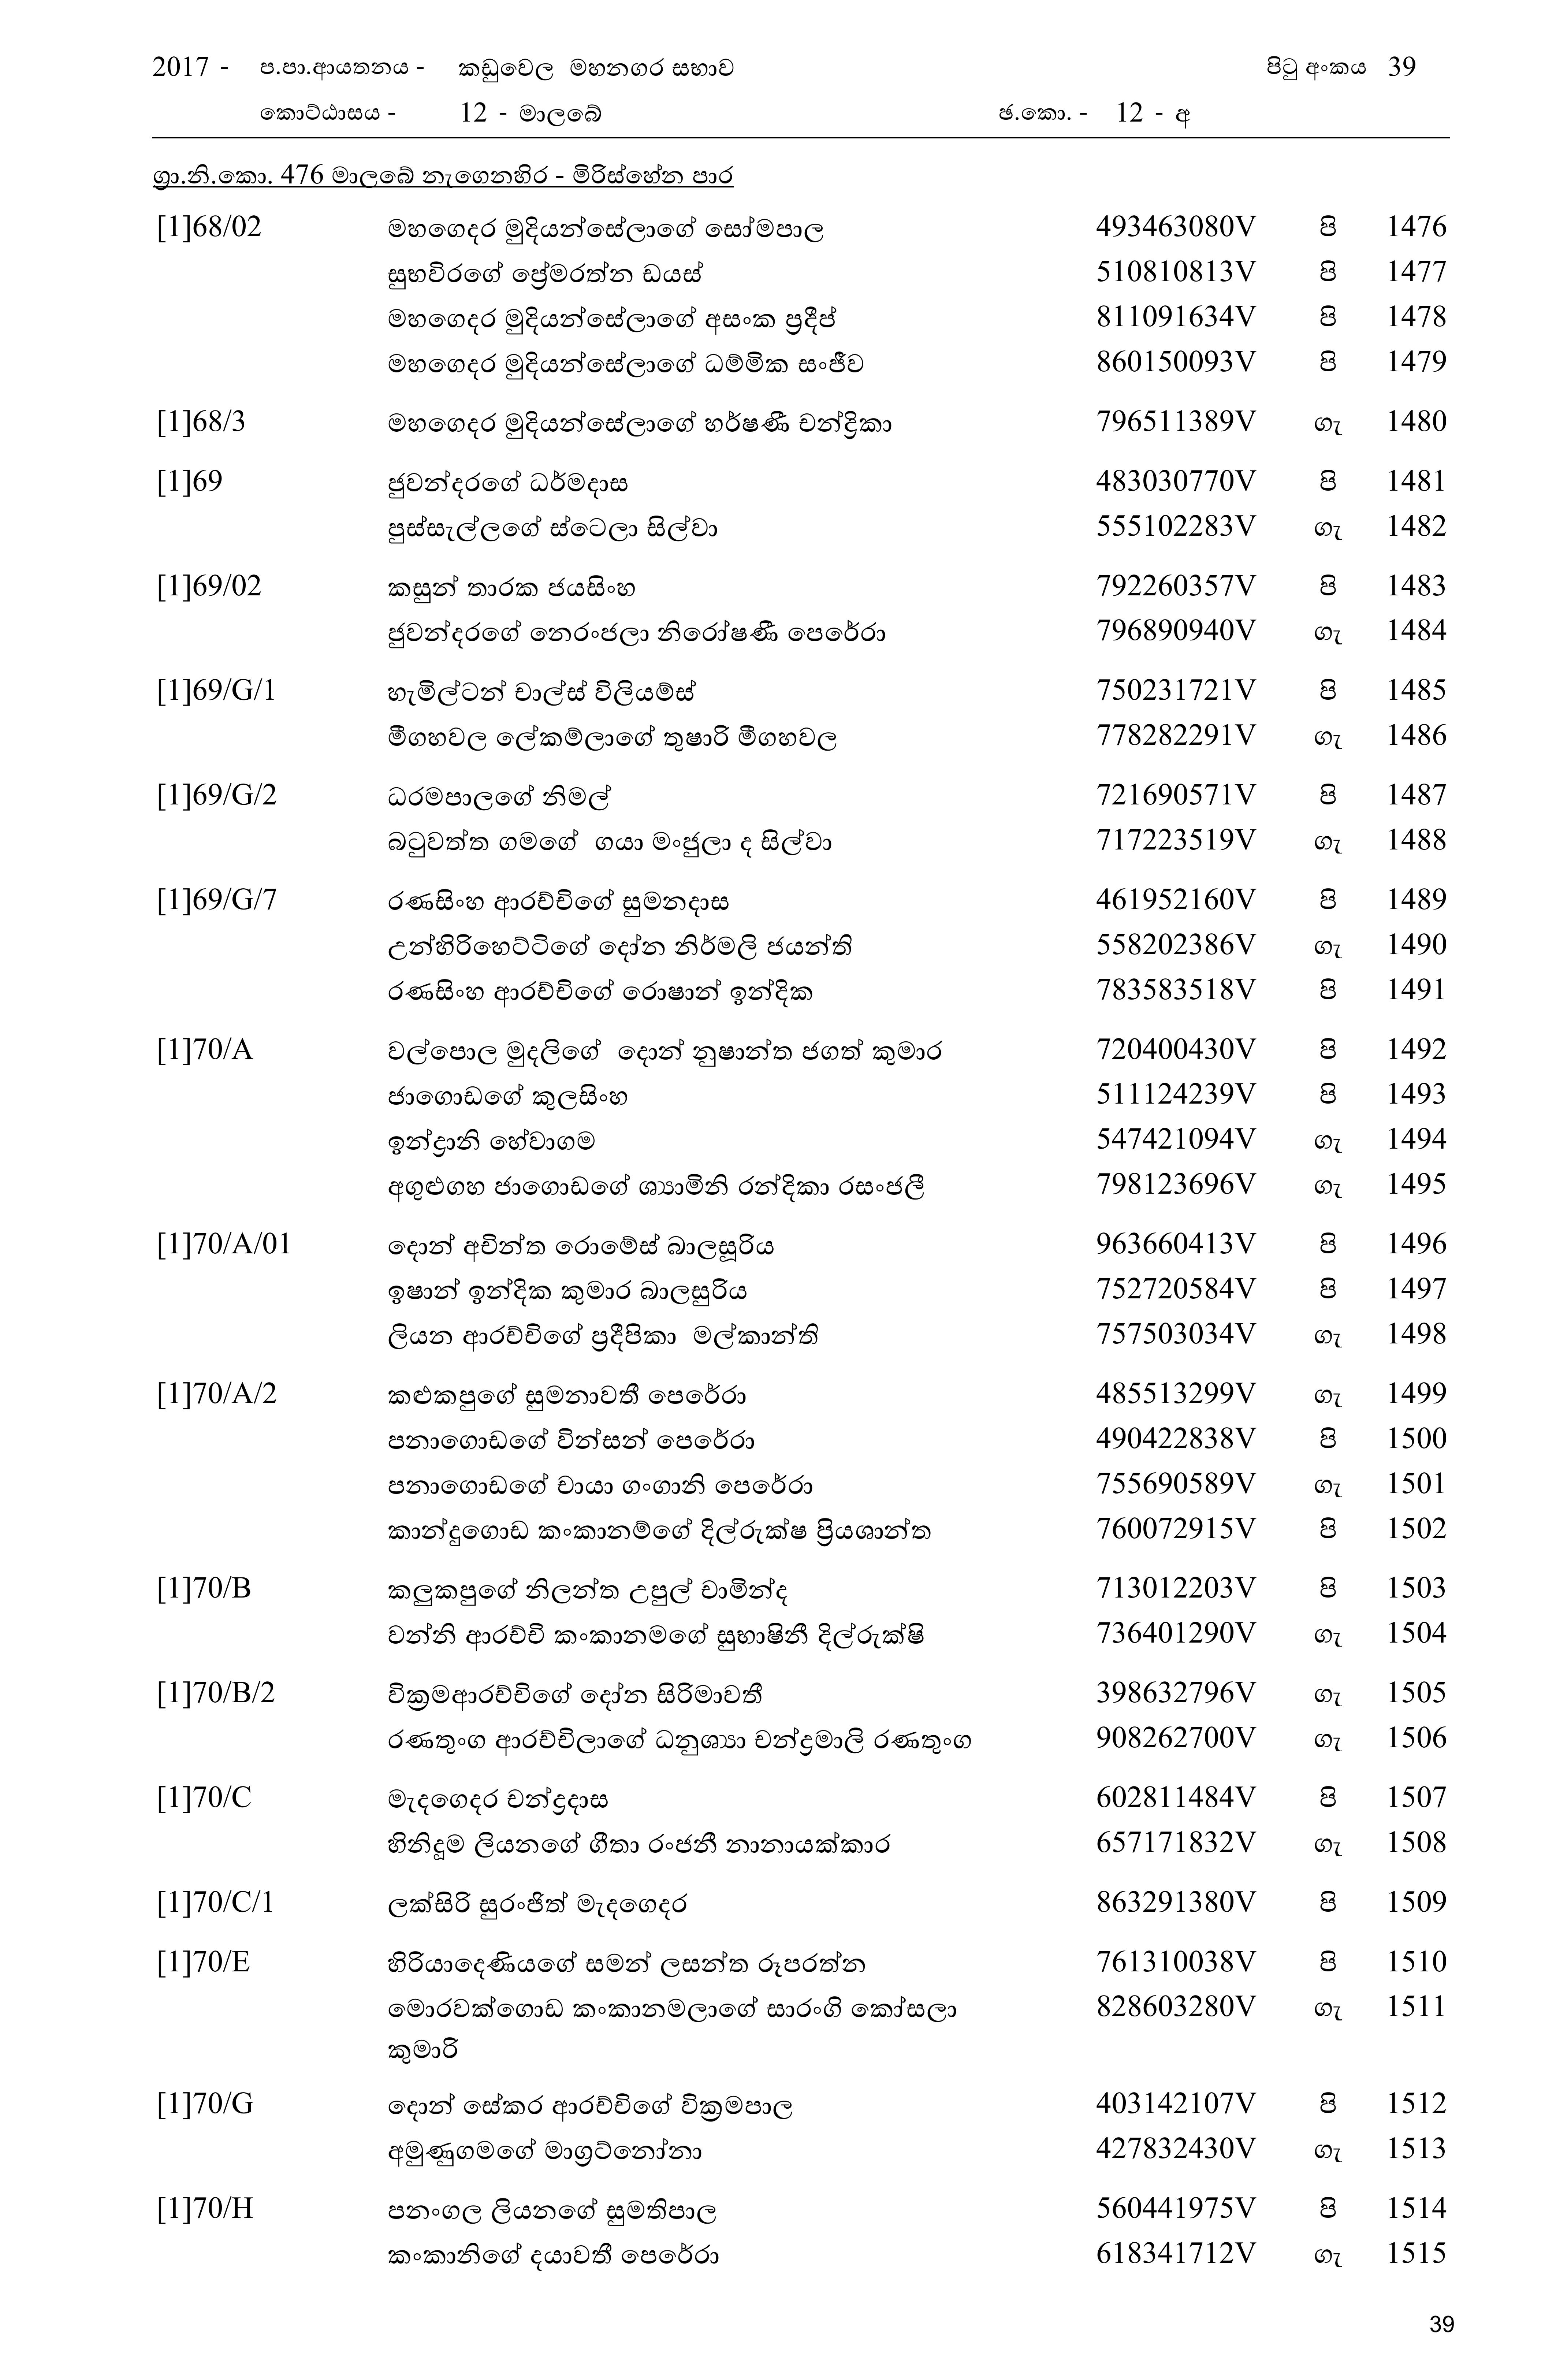 2017 - ප.පා.ආයතනය - කඩුවෙල මහනගර සභාව පිටු අංකය 39
කොට්ඨාසය - 12 - මාලබේ ඡ.කො. - 12 - අ
ග්‍රා.නි.කො. 476 මාලබේ නැගෙනහිර - මිරිස්හේන පාර
[1]68/02 මහගෙදර මුදියන්සේලාගේ සෝමපාල 493463080V පි 1476
සුභවිරගේ ප්‍රේමරත්න ඩයස් 510810813V පි 1477
මහගෙදර මුදියන්සේලාගේ අසංක ප්‍රදීප් 811091634V පි 1478
මහගෙදර මුදියන්සේලාගේ ධම්මික සංජීව 860150093V පි 1479
[1]68/3 මහගෙදර මුදියන්සේලාගේ හර්ෂණී චන්ද්‍රිකා 796511389V ගැ 1480
[1]69 ජුවන්දරගේ ධර්මදාස 483030770V පි 1481
පුස්සැල්ලගේ ස්ටෙලා සිල්වා 555102283V ගැ 1482
[1]69/02 කසුන් තාරක ජයසිංහ 792260357V පි 1483
ජුවන්දරගේ නෙරංජලා නිරෝෂණී පෙරේරා 796890940V ගැ 1484
[1]69/G/1 හැමිල්ටන් චාල්ස් විලියම්ස් 750231721V පි 1485
මීගහවල ලේකම්ලාගේ තුෂාරි මීගහවල 778282291V ගැ 1486
[1]69/G/2 ධරමපාලගේ නිමල් 721690571V පි 1487
බටුවත්ත ගමගේ ගයා මංජුලා ද සිල්වා 717223519V ගැ 1488
[1]69/G/7 රණසිංහ ආරච්චිගේ සුමනදාස 461952160V පි 1489
උන්හිරිහෙට්ටිගේ දෝන නිර්මලි ජයන්ති 558202386V ගැ 1490
රණසිංහ ආරච්චිගේ රොෂාන් ඉන්දික 783583518V පි 1491
[1]70/A වල්පොල මුදලිගේ දොන් නුෂාන්ත ජගත් කුමාර 720400430V පි 1492
ජාගොඩගේ කුලසිංහ 511124239V පි 1493
ඉන්ද්‍රානි හේවාගම 547421094V ගැ 1494
අගුළුගහ ජාගොඩගේ ශ්‍යාමිනි රන්දිකා රසංජලී 798123696V ගැ 1495
[1]70/A/01 දොන් අචින්ත රොමේස් බාලසූරිය 963660413V පි 1496
ඉෂාන් ඉන්දික කුමාර බාලසුරිය 752720584V පි 1497
ලියන ආරච්චිගේ ප්‍රදීපිකා මල්කාන්ති 757503034V ගැ 1498
[1]70/A/2 කළුකපුගේ සුමනාවතී පෙරේරා 485513299V ගැ 1499
පනාගොඩගේ වින්සන් පෙරේරා 490422838V පි 1500
පනාගොඩගේ චායා ගංගානි පෙරේරා 755690589V ගැ 1501
කාන්දුගොඩ කංකානම්ගේ දිල්රුක්ෂ ප්‍රියශාන්ත 760072915V පි 1502
[1]70/B කලුකපුගේ නිලන්ත උපුල් චාමින්ද 713012203V පි 1503
වන්නි ආරච්චි කංකානමගේ සුභාෂිනී දිල්රුක්ෂි 736401290V ගැ 1504
[1]70/B/2 වික්‍රමආරච්චිගේ දෝන සිරිමාවතී 398632796V ගැ 1505
රණතුංග ආරච්චිලාගේ ධනුශ්‍යා චන්ද්‍රමාලි රණතුංග 908262700V ගැ 1506
[1]70/C මැදගෙදර චන්ද්‍රදාස 602811484V පි 1507
හිනිදූම ලියනගේ ගීතා රංජනී නානායක්කාර 657171832V ගැ 1508
[1]70/C/1 ලක්සිරි සුරංජිත් මැදගෙදර 863291380V පි 1509
[1]70/E හිරියාදෙණියගේ සමන් ලසන්ත රූපරත්න 761310038V පි 1510
මොරවක්ගොඩ කංකානමලාගේ සාරංගි කෝසලා 828603280V ගැ 1511
කුමාරි
[1]70/G දොන් සේකර ආරච්චිගේ වික්‍රමපාල 403142107V පි 1512
අමුණුගමගේ මාග්‍රට්නෝනා 427832430V ගැ 1513
[1]70/H පනංගල ලියනගේ සුමතිපාල 560441975V පි 1514
කංකානිගේ දයාවතී පෙරේරා 618341712V ගැ 1515
39